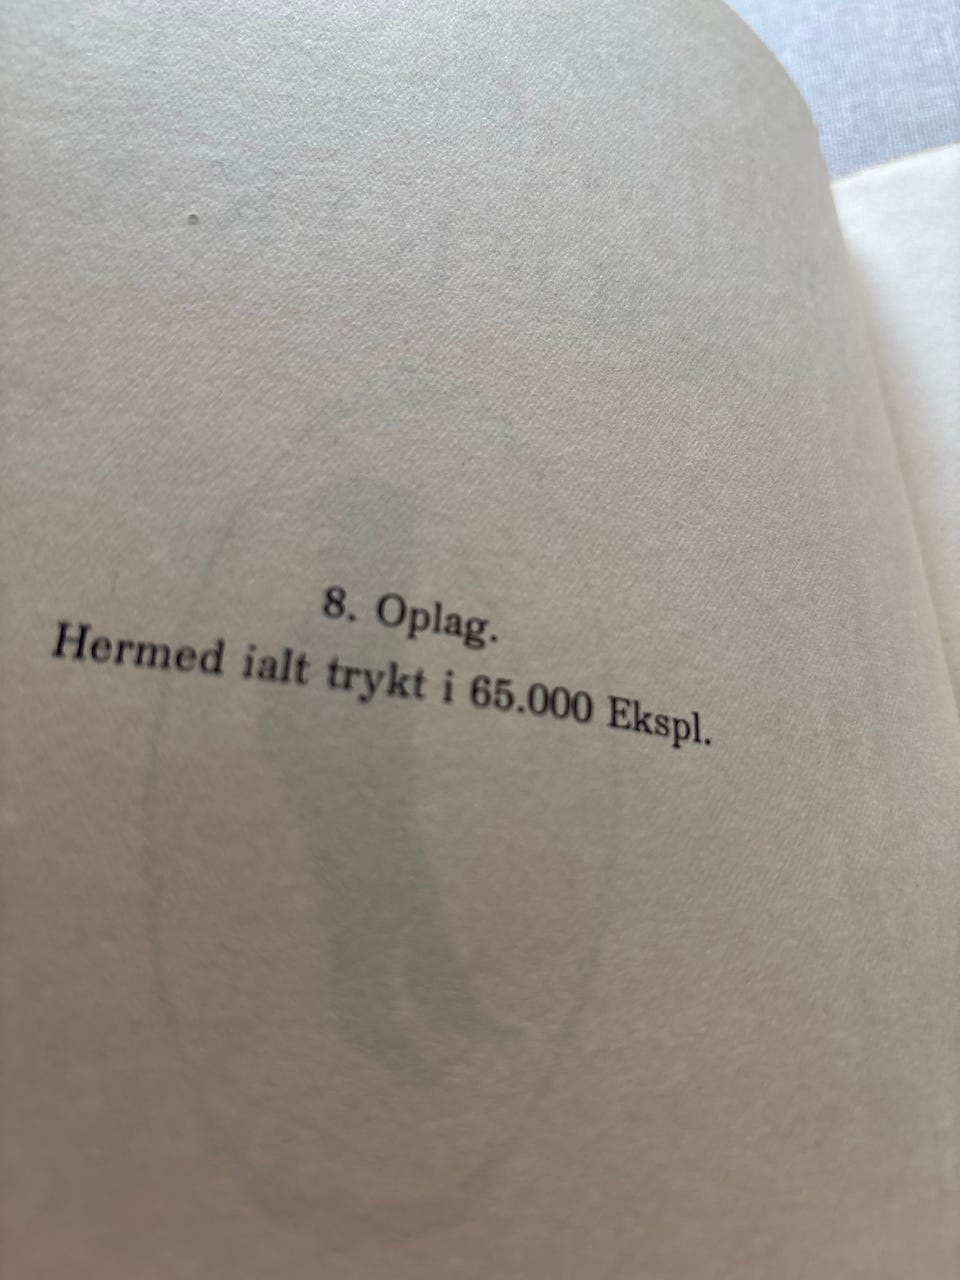 8. Oplag.
Hermed ialt trykt i 65.000 Ekspl.